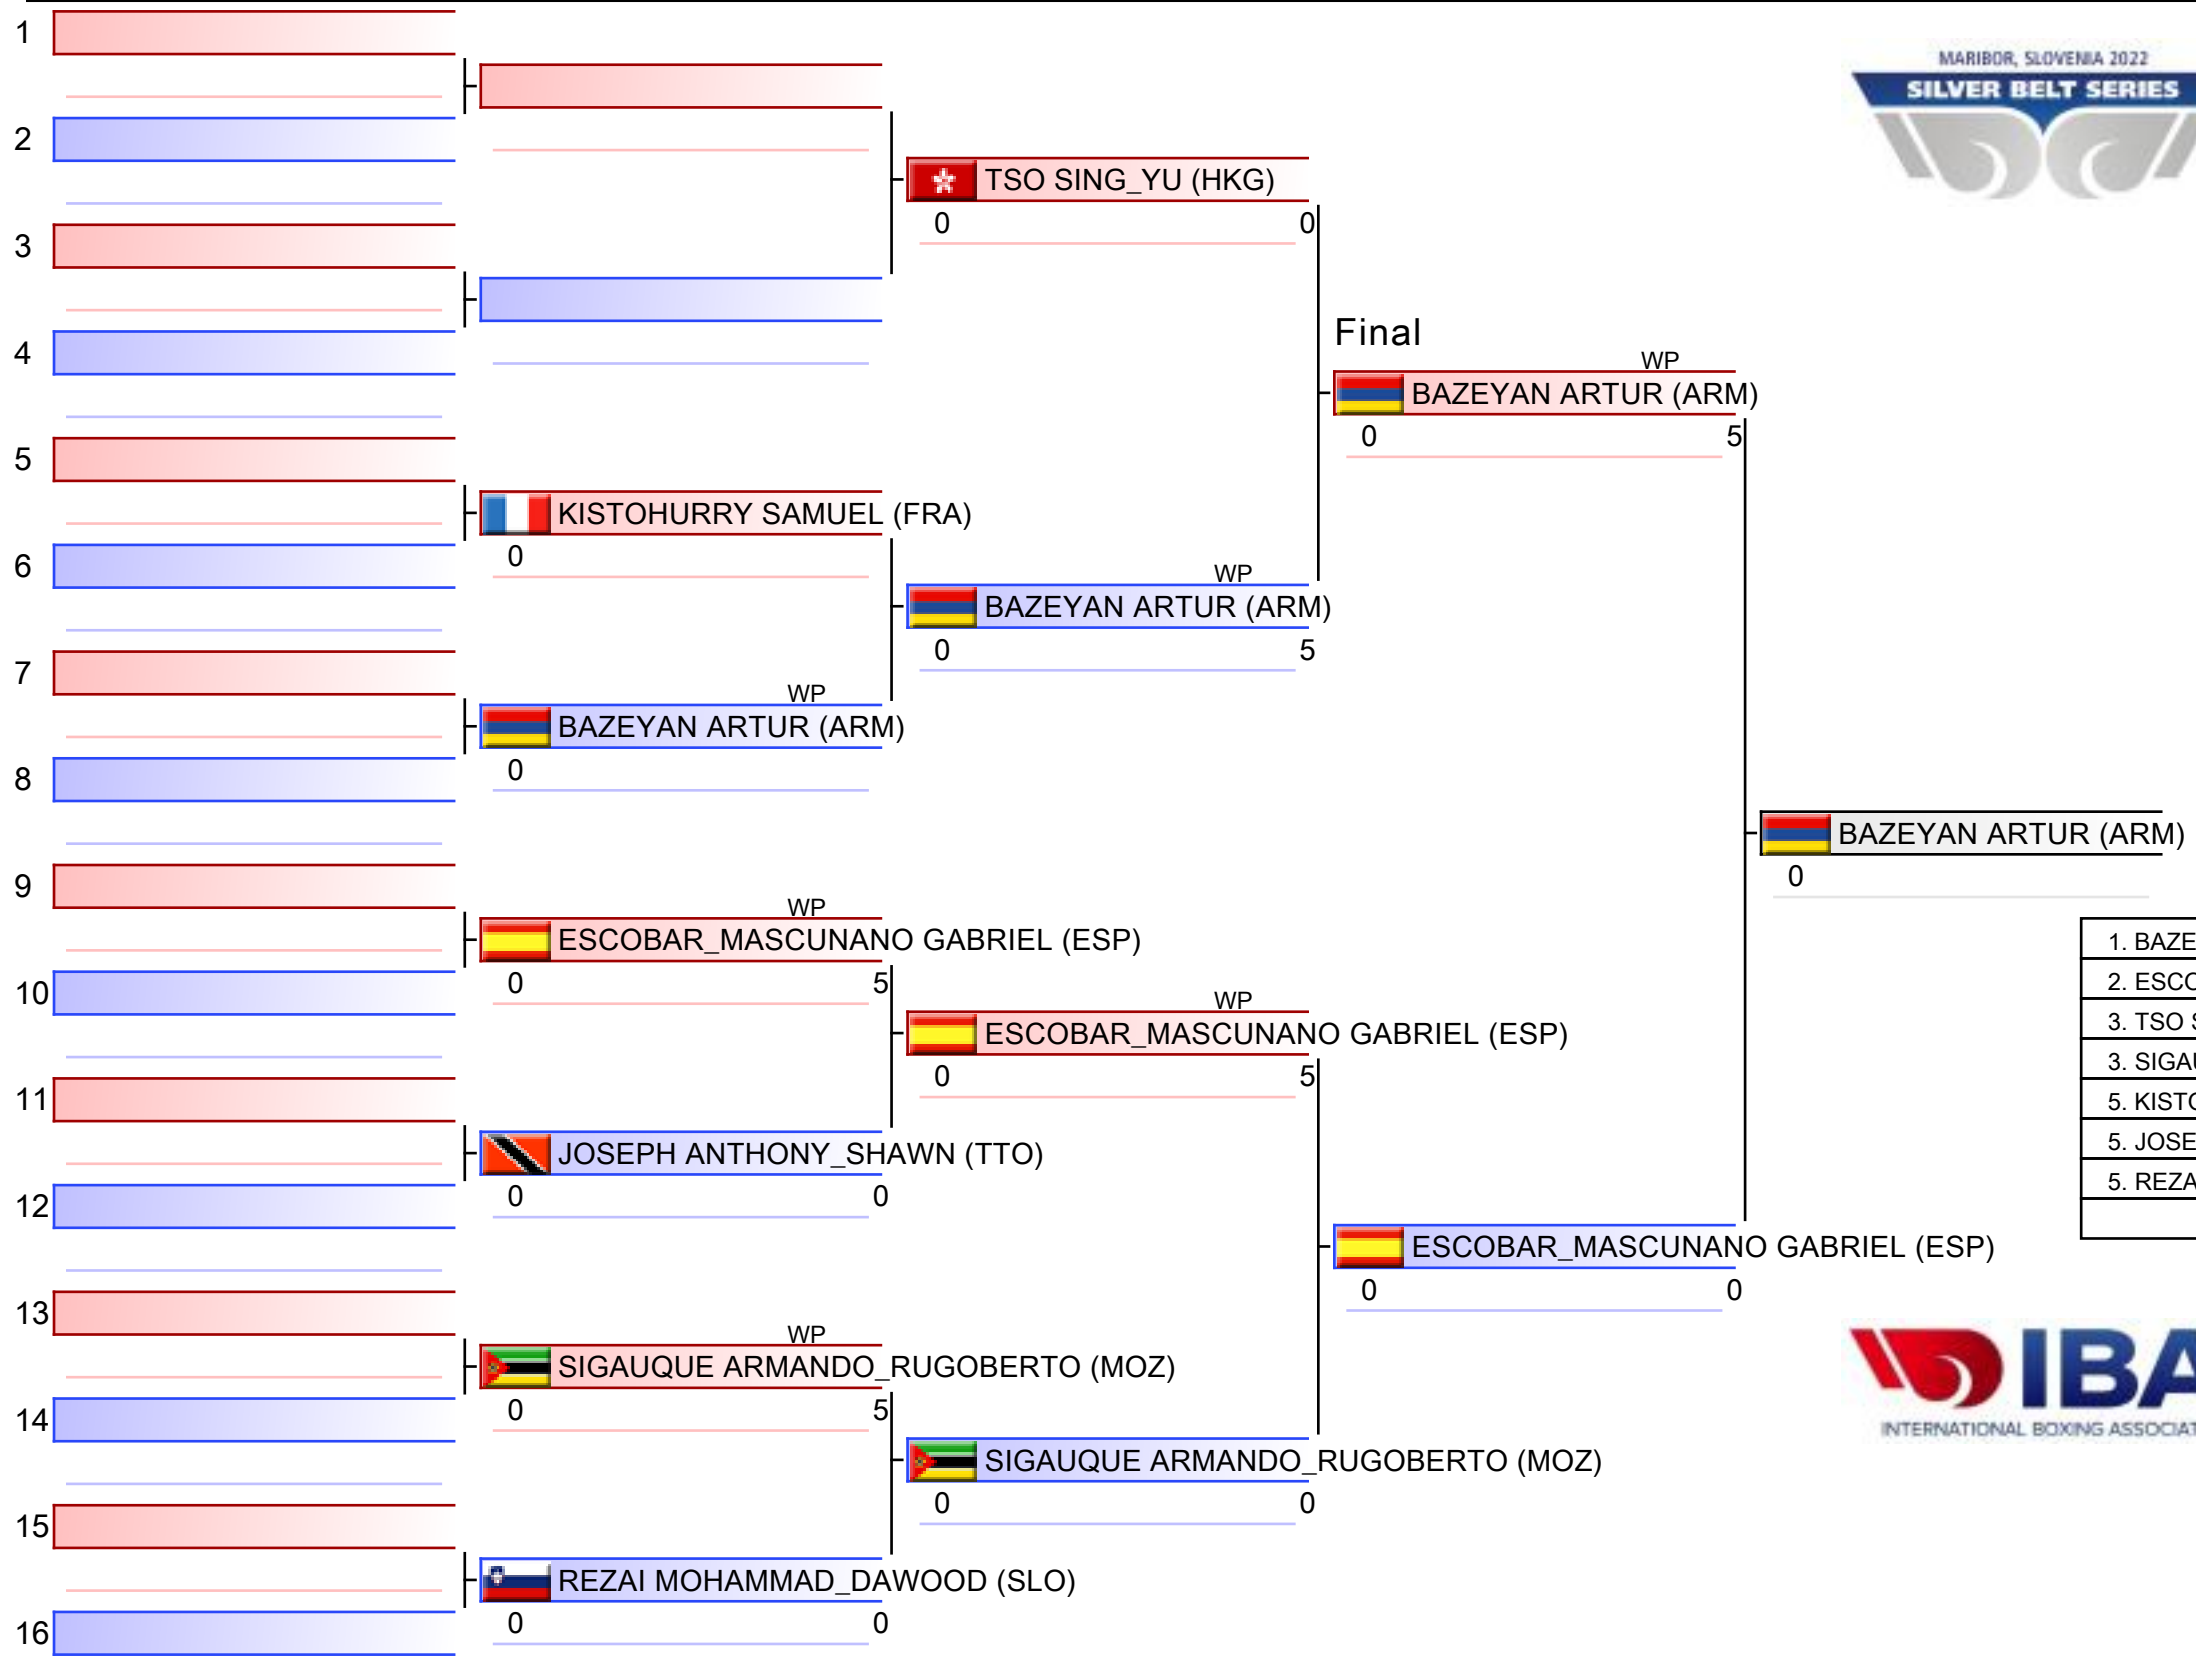 1
2
3
4
5
6
7
8
9
10
11
12
13
14
15
16
KISTOHURRY SAMUEL (FRA)
0
WP
BAZEYAN ARTUR (ARM)
0
WP
ESCOBAR_MASCUNANO GABRIEL (ESP)
0 5
JOSEPH ANTHONY_SHAWN (TTO)
0 0
WP
SIGAUQUE ARMANDO_RUGOBERTO (MOZ)
0 5
REZAI MOHAMMAD_DAWOOD (SLO)
0 0
TSO SING_YU (HKG)
0 0
WP
BAZEYAN ARTUR (ARM)
0 5
WP
ESCOBAR_MASCUNANO GABRIEL (ESP)
0 5
SIGAUQUE ARMANDO_RUGOBERTO (MOZ)
0 0
Final
WP
BAZEYAN ARTUR (ARM)
0 5
ESCOBAR_MASCUNANO GABRIEL (ESP)
0 0
BAZEYAN ARTUR (ARM)
0
MARIBOR, SLOVENIA 2022
SILVER BELT SERIES
1. BAZE
2. ESCO
3. TSO S
3. SIGAU
5. KISTO
5. JOSE
5. REZA
IBA
INTERNATIONAL BOXING ASSOCIAT